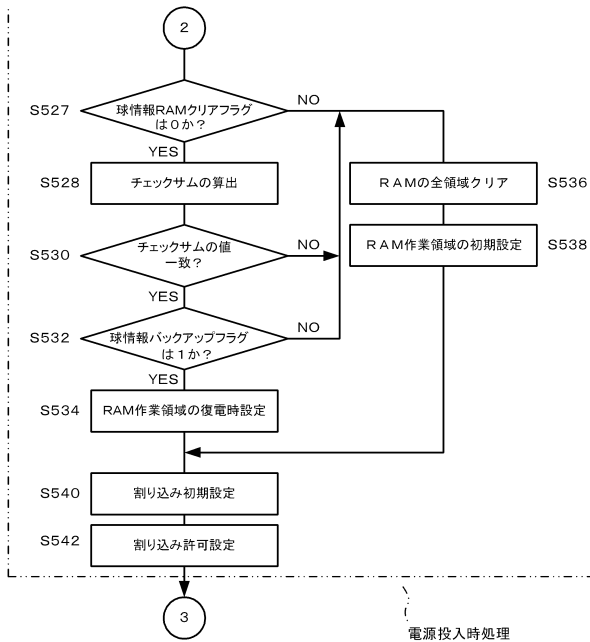 2
S527
球情報RAMクリアフラグ
は0か？
NO
YES
S528
チェックサムの算出
RAMの全領域クリア
S536
S530
チェックサムの値
一致？
NO
RAM作業領域の初期設定
S538
YES
S532
球情報バックアップフラグ
は1か？
NO
YES
S534
RAM作業領域の復電時設定
S540
割り込み初期設定
S542
割り込み許可設定
3
電源投入時処理